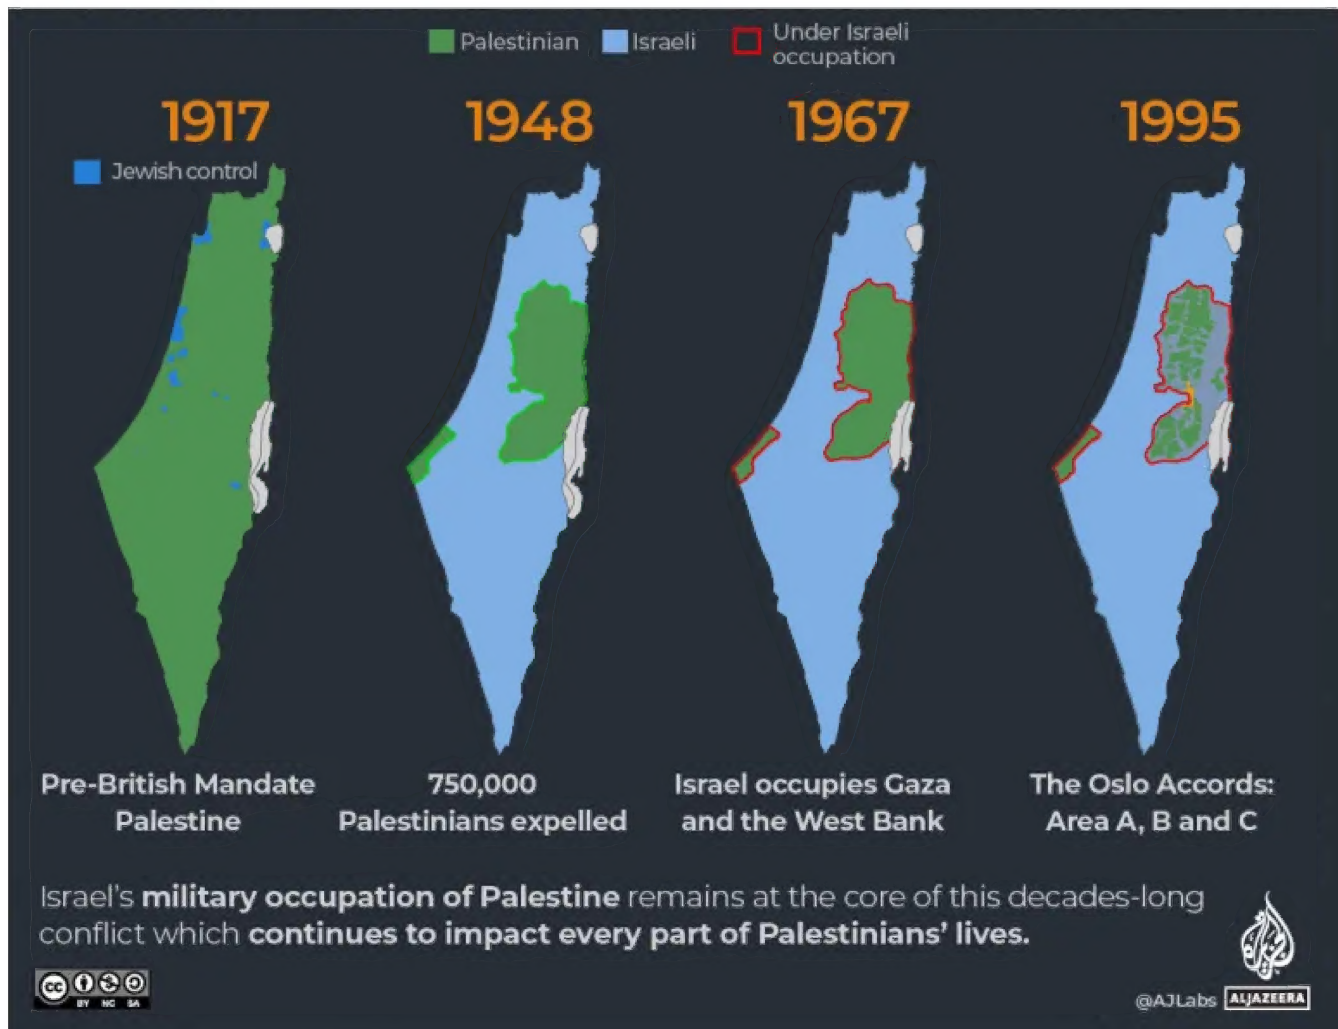 Palestinian
Israeli
Under Israeli
occupation
1917
1948
1967
1995
Jewish control
Pre-British Mandate
Palestine
750,000
Palestinians expelled
Israel occupies Gaza
and the West Bank
The Oslo Accords:
Area A, B and C
Israel's military occupation of Palestine remains at the core of this decades-long
conflict which continues to impact every part of Palestinians' lives.
cc
BY NC SA
@AJLabs
ALJAZEERA